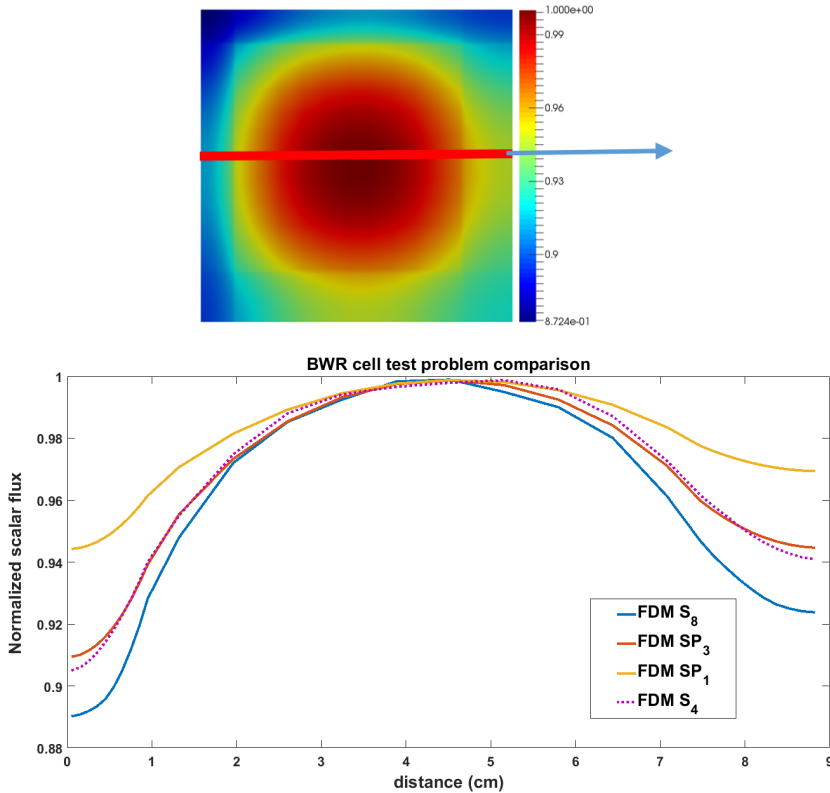 1.000e+00
0.99
0.96
0.93
0.9
8.724e-01
BWR cell test problem comparison
Normalized scalar flux
1
0.98
0.96
0.94
0.92
0.9
0.88
FDM S8
FDM SP3
FDM SP1
FDM S4
0 1 2 3 4 5 6 7 8 9
distance (cm)